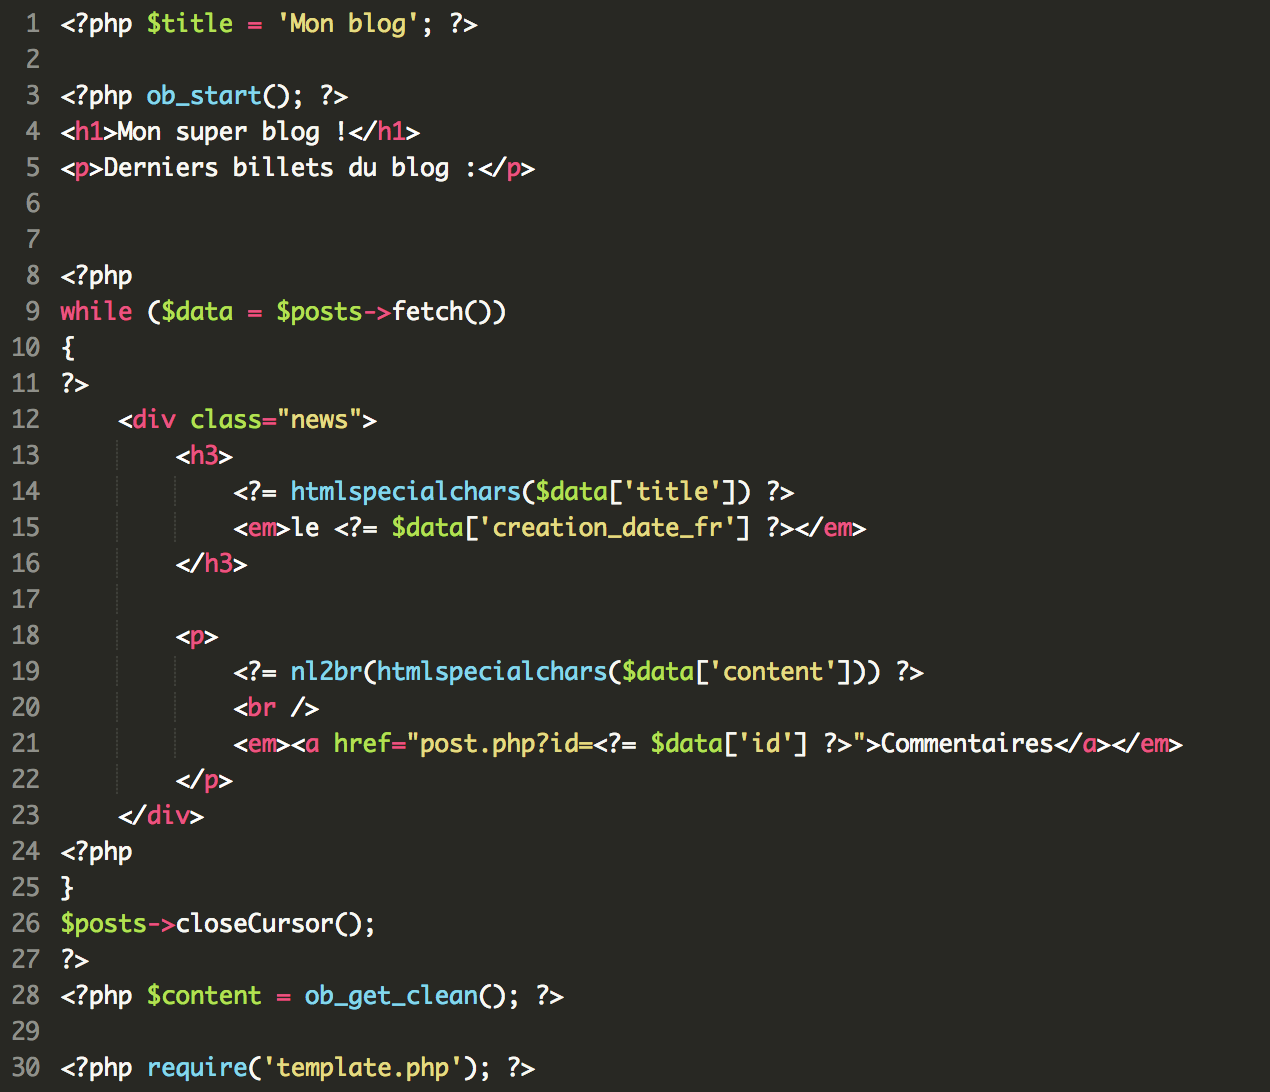 1 <?php $title = 'Mon blog'; ?>
2
3 <?php ob_start(); ?>
4 <h1>Mon super blog !</h1>
5 <p>Derniers billets du blog :</p>
6
7
8 <?php
9 while ($data = $posts->fetch())
10 {
11 ?>
12     <div class="news">
13         <h3>
14             <?= htmlspecialchars($data['title']) ?>
15             <em>le <?= $data['creation_date_fr'] ?></em>
16         </h3>
17
18         <p>
19             <?= nl2br(htmlspecialchars($data['content'])) ?>
20             <br />
21             <em><a href="post.php?id=<?= $data['id'] ?>">Commentaires</a></em>
22         </p>
23     </div>
24 <?php
25 }
26 $posts->closeCursor();
27 ?>
28 <?php $content = ob_get_clean(); ?>
29
30 <?php require('template.php'); ?>